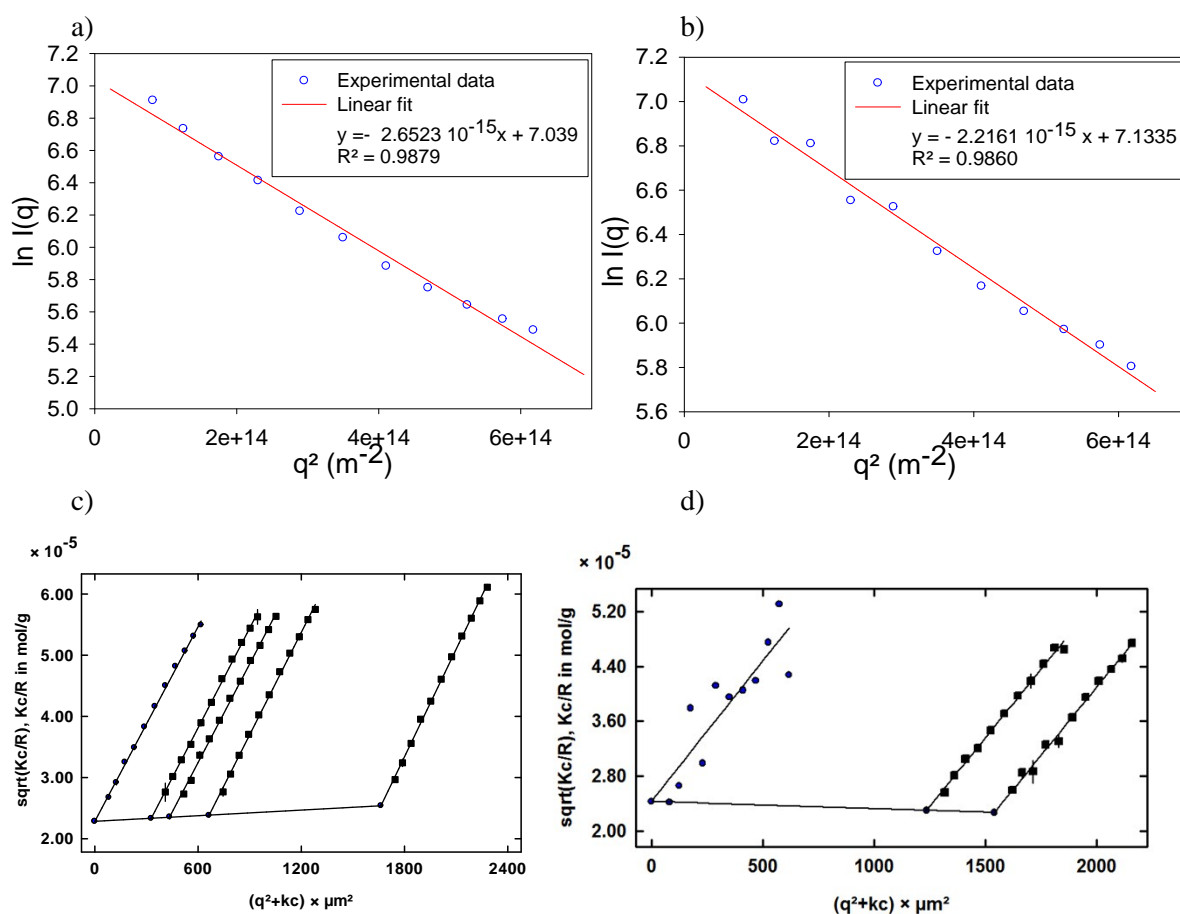 a)
7.2
7.0
6.8
6.6
6.4
6.2
6.0
5.8
5.6
5.4
5.2
5.0
ln I(q)
Experimental data
Linear fit
y =- 2.6523 10⁻¹⁵x + 7.039
R² = 0.9879
0 2e+14 4e+14 6e+14
q² (m⁻²)
b)
7.2
7.0
6.8
6.6
6.4
6.2
6.0
5.8
5.6
ln I(q)
Experimental data
Linear fit
y = - 2.2161 10⁻¹⁵ x + 7.1335
R² = 0.9860
0 2e+14 4e+14 6e+14
q² (m⁻²)
c)
× 10⁻⁵
6.00
5.00
4.00
3.00
2.00
sqrt(Kc/R), Kc/R in mol/g
0 600 1200 1800 2400
(q²+kc) × µm²
d)
× 10⁻⁵
5.20
4.40
3.60
2.80
2.00
sqrt(Kc/R), Kc/R in mol/g
0 500 1000 1500 2000
(q²+kc) × µm²